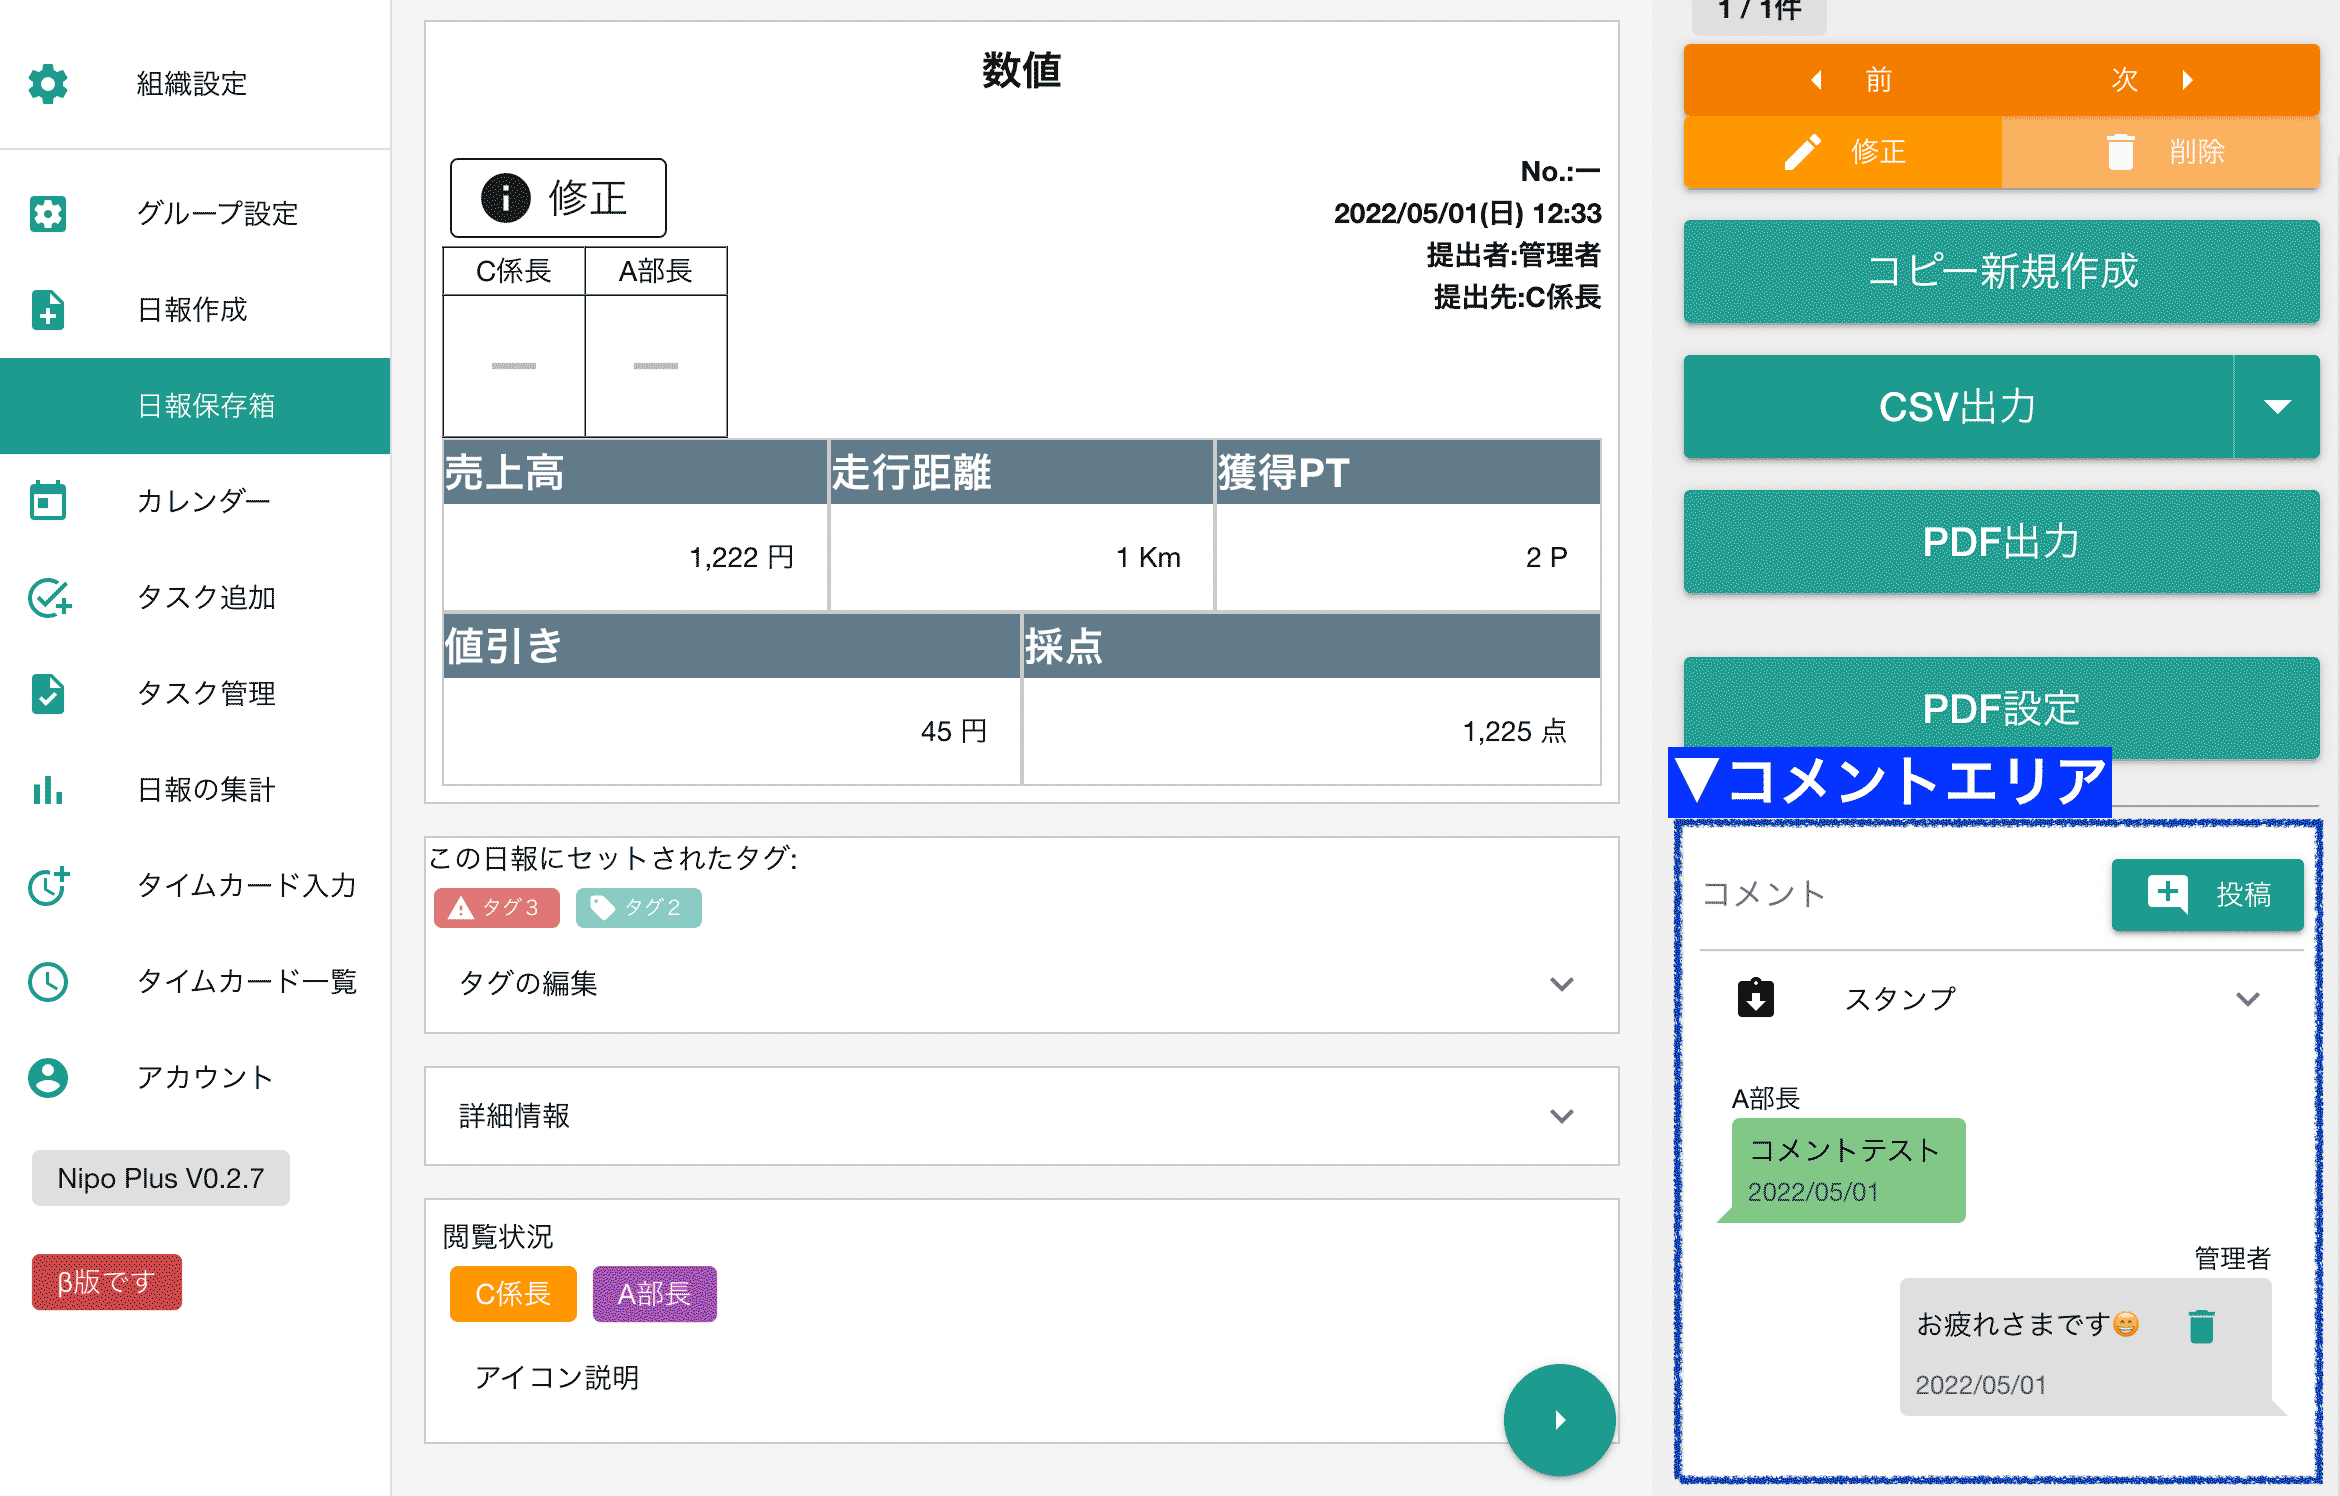 組織設定
グループ設定
日報作成
日報保存箱
カレンダー
タスク追加
タスク管理
日報の集計
タイムカード入力
タイムカード一覧
アカウント
Nipo Plus V0.2.7
β版です
数値
修正
No.:ー
2022/05/01(日) 12:33
提出者:管理者
提出先:C係長
C係長 A部長
売上高 走行距離 獲得PT
1,222 円 1 Km 2 P
値引き 採点
45 円 1,225 点
この日報にセットされたタグ:
タグ3 タグ2
タグの編集
詳細情報
閲覧状況
C係長 A部長
アイコン説明
1 / 1件
前 次
修正 削除
コピー新規作成
CSV出力
PDF出力
PDF設定
▼コメントエリア
コメント 投稿
スタンプ
A部長
コメントテスト
2022/05/01
管理者
お疲れさまです😁
2022/05/01